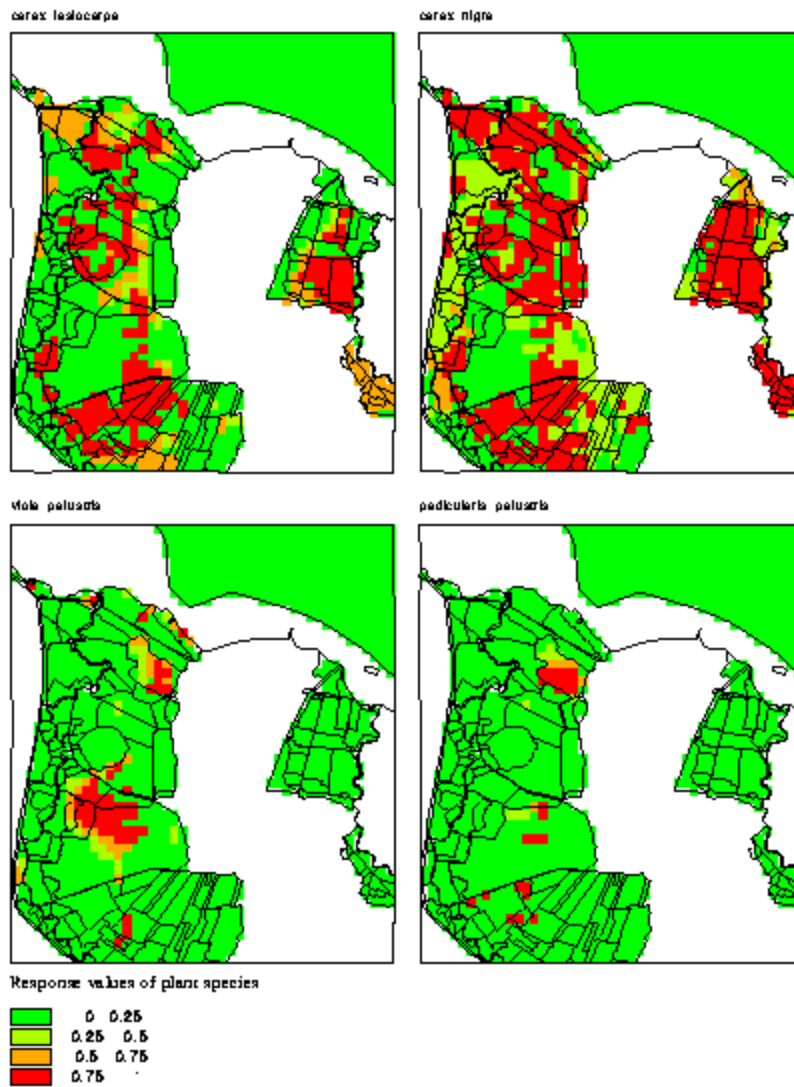 carex lasiocarpa carex nigra
viola palustris pedicularis palustris
Response values of plant species
0 0.25
0.25 0.5
0.5 0.75
0.75